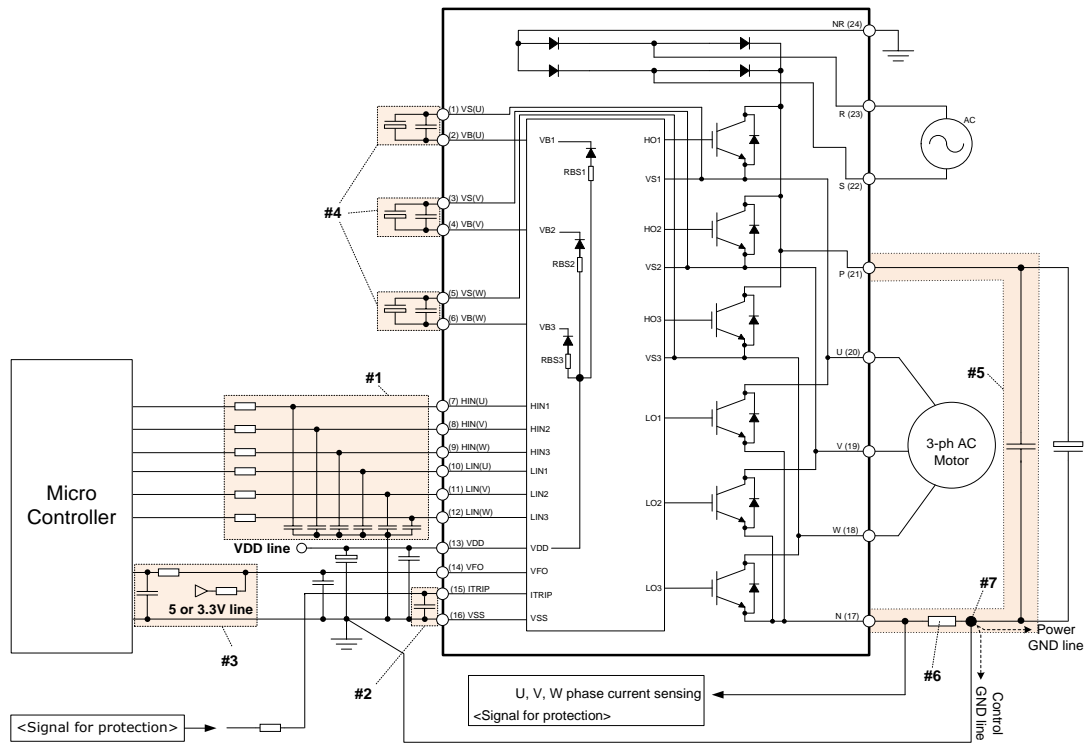 NR (24)
(1) VS(U)
(2) VB(U)
R (23)
AC
S (22)
VB1
RBS1
HO1
VS1
(3) VS(V)
(4) VB(V)
#4
VB2
RBS2
HO2
VS2
P (21)
(5) VS(W)
(6) VB(W)
VB3
RBS3
HO3
VS3
U (20)
#5
#1
Micro
Controller
(7) HIN(U)
(8) HIN(V)
(9) HIN(W)
(10) LIN(U)
(11) LIN(V)
(12) LIN(W)
HIN1
HIN2
HIN3
LIN1
LIN2
LIN3
LO1
LO2
LO3
V (19)
3-ph AC
Motor
W (18)
VDD line
(13) VDD
VDD
(14) VFO
VFO
(15) ITRIP
ITRIP
(16) VSS
VSS
5 or 3.3V line
#3
#2
N (17)
#7
#6
Power
GND line
Control
GND line
U, V, W phase current sensing
<Signal for protection>
<Signal for protection>